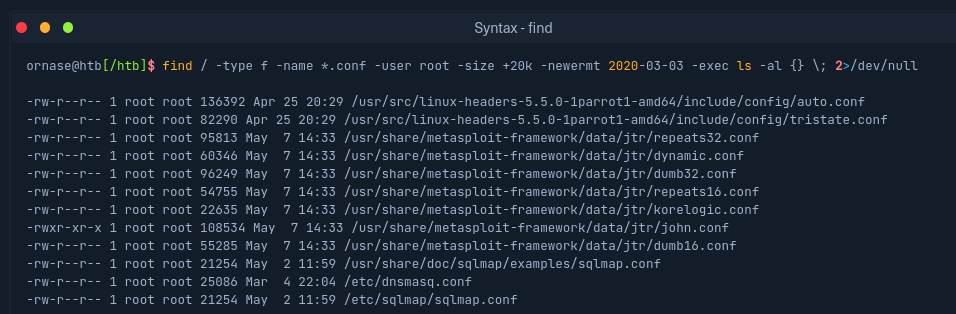 Syntax - find
ornase@htb[/htb]$ find / -type f -name *.conf -user root -size +20k -newermt 2020-03-03 -exec ls -al {} \; 2>/dev/null
-rw-r--r-- 1 root root 136392 Apr 25 20:29 /usr/src/linux-headers-5.5.0-1parrot1-amd64/include/config/auto.conf
-rw-r--r-- 1 root root 82290 Apr 25 20:29 /usr/src/linux-headers-5.5.0-1parrot1-amd64/include/config/tristate.conf
-rw-r--r-- 1 root root 95813 May  7 14:33 /usr/share/metasploit-framework/data/jtr/repeats32.conf
-rw-r--r-- 1 root root 60346 May  7 14:33 /usr/share/metasploit-framework/data/jtr/dynamic.conf
-rw-r--r-- 1 root root 96249 May  7 14:33 /usr/share/metasploit-framework/data/jtr/dumb32.conf
-rw-r--r-- 1 root root 54755 May  7 14:33 /usr/share/metasploit-framework/data/jtr/repeats16.conf
-rw-r--r-- 1 root root 22635 May  7 14:33 /usr/share/metasploit-framework/data/jtr/korelogic.conf
-rwxr-xr-x 1 root root 108534 May  7 14:33 /usr/share/metasploit-framework/data/jtr/john.conf
-rw-r--r-- 1 root root 55285 May  7 14:33 /usr/share/metasploit-framework/data/jtr/dumb16.conf
-rw-r--r-- 1 root root 21254 May  2 11:59 /usr/share/doc/sqlmap/examples/sqlmap.conf
-rw-r--r-- 1 root root 25086 Mar  4 22:04 /etc/dnsmasq.conf
-rw-r--r-- 1 root root 21254 May  2 11:59 /etc/sqlmap/sqlmap.conf